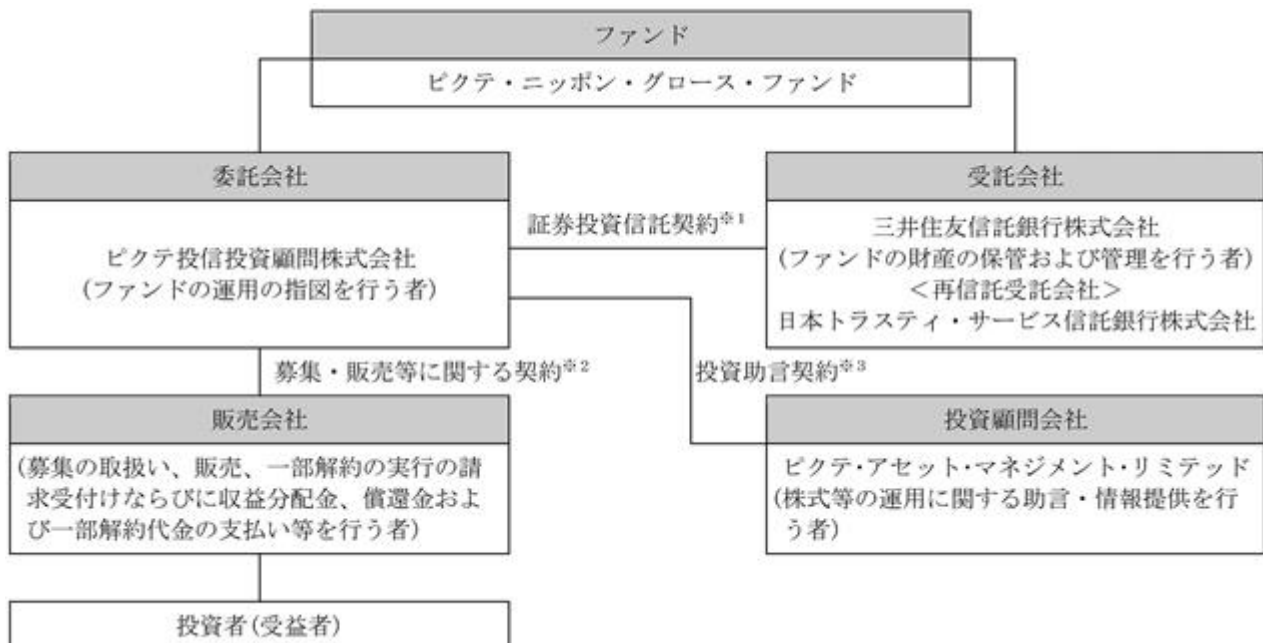 ファンド
ピクテ・ニッポン・グロース・ファンド
委託会社
ピクテ投信投資顧問株式会社
(ファンドの運用の指図を行う者)
証券投資信託契約※1
受託会社
三井住友信託銀行株式会社
(ファンドの財産の保管および管理を行う者)
<再信託受託会社>
日本トラスティ・サービス信託銀行株式会社
募集・販売等に関する契約※2
投資助言契約※3
販売会社
(募集の取扱い、販売、一部解約の実行の請
求受付けならびに収益分配金、償還金およ
び一部解約代金の支払い等を行う者)
投資顧問会社
ピクテ・アセット・マネジメント・リミテッド
(株式等の運用に関する助言・情報提供を行
う者)
投資者(受益者)